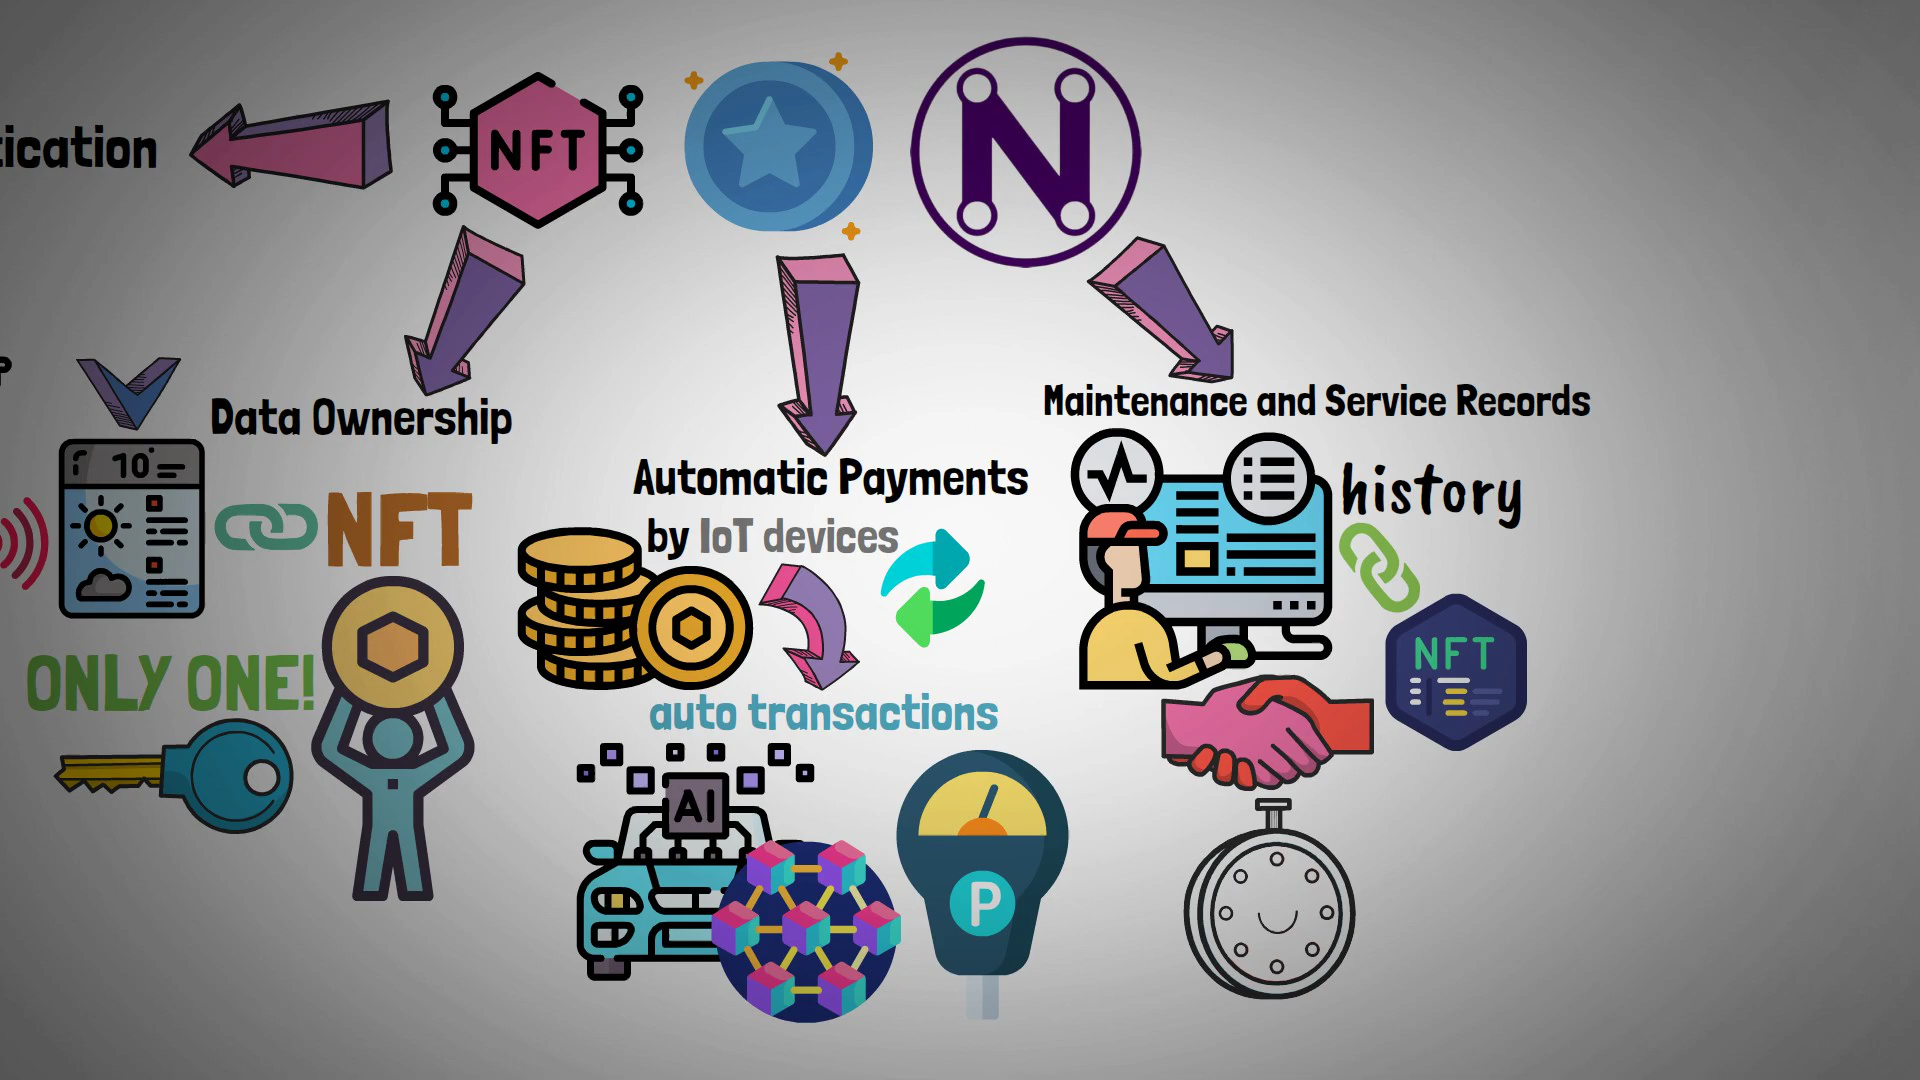 NFT
N
tication
Data Ownership
Maintenance and Service Records
10°
Automatic Payments
by IoT devices
history
NFT
NFT
ONLY ONE!
auto transactions
AI
P